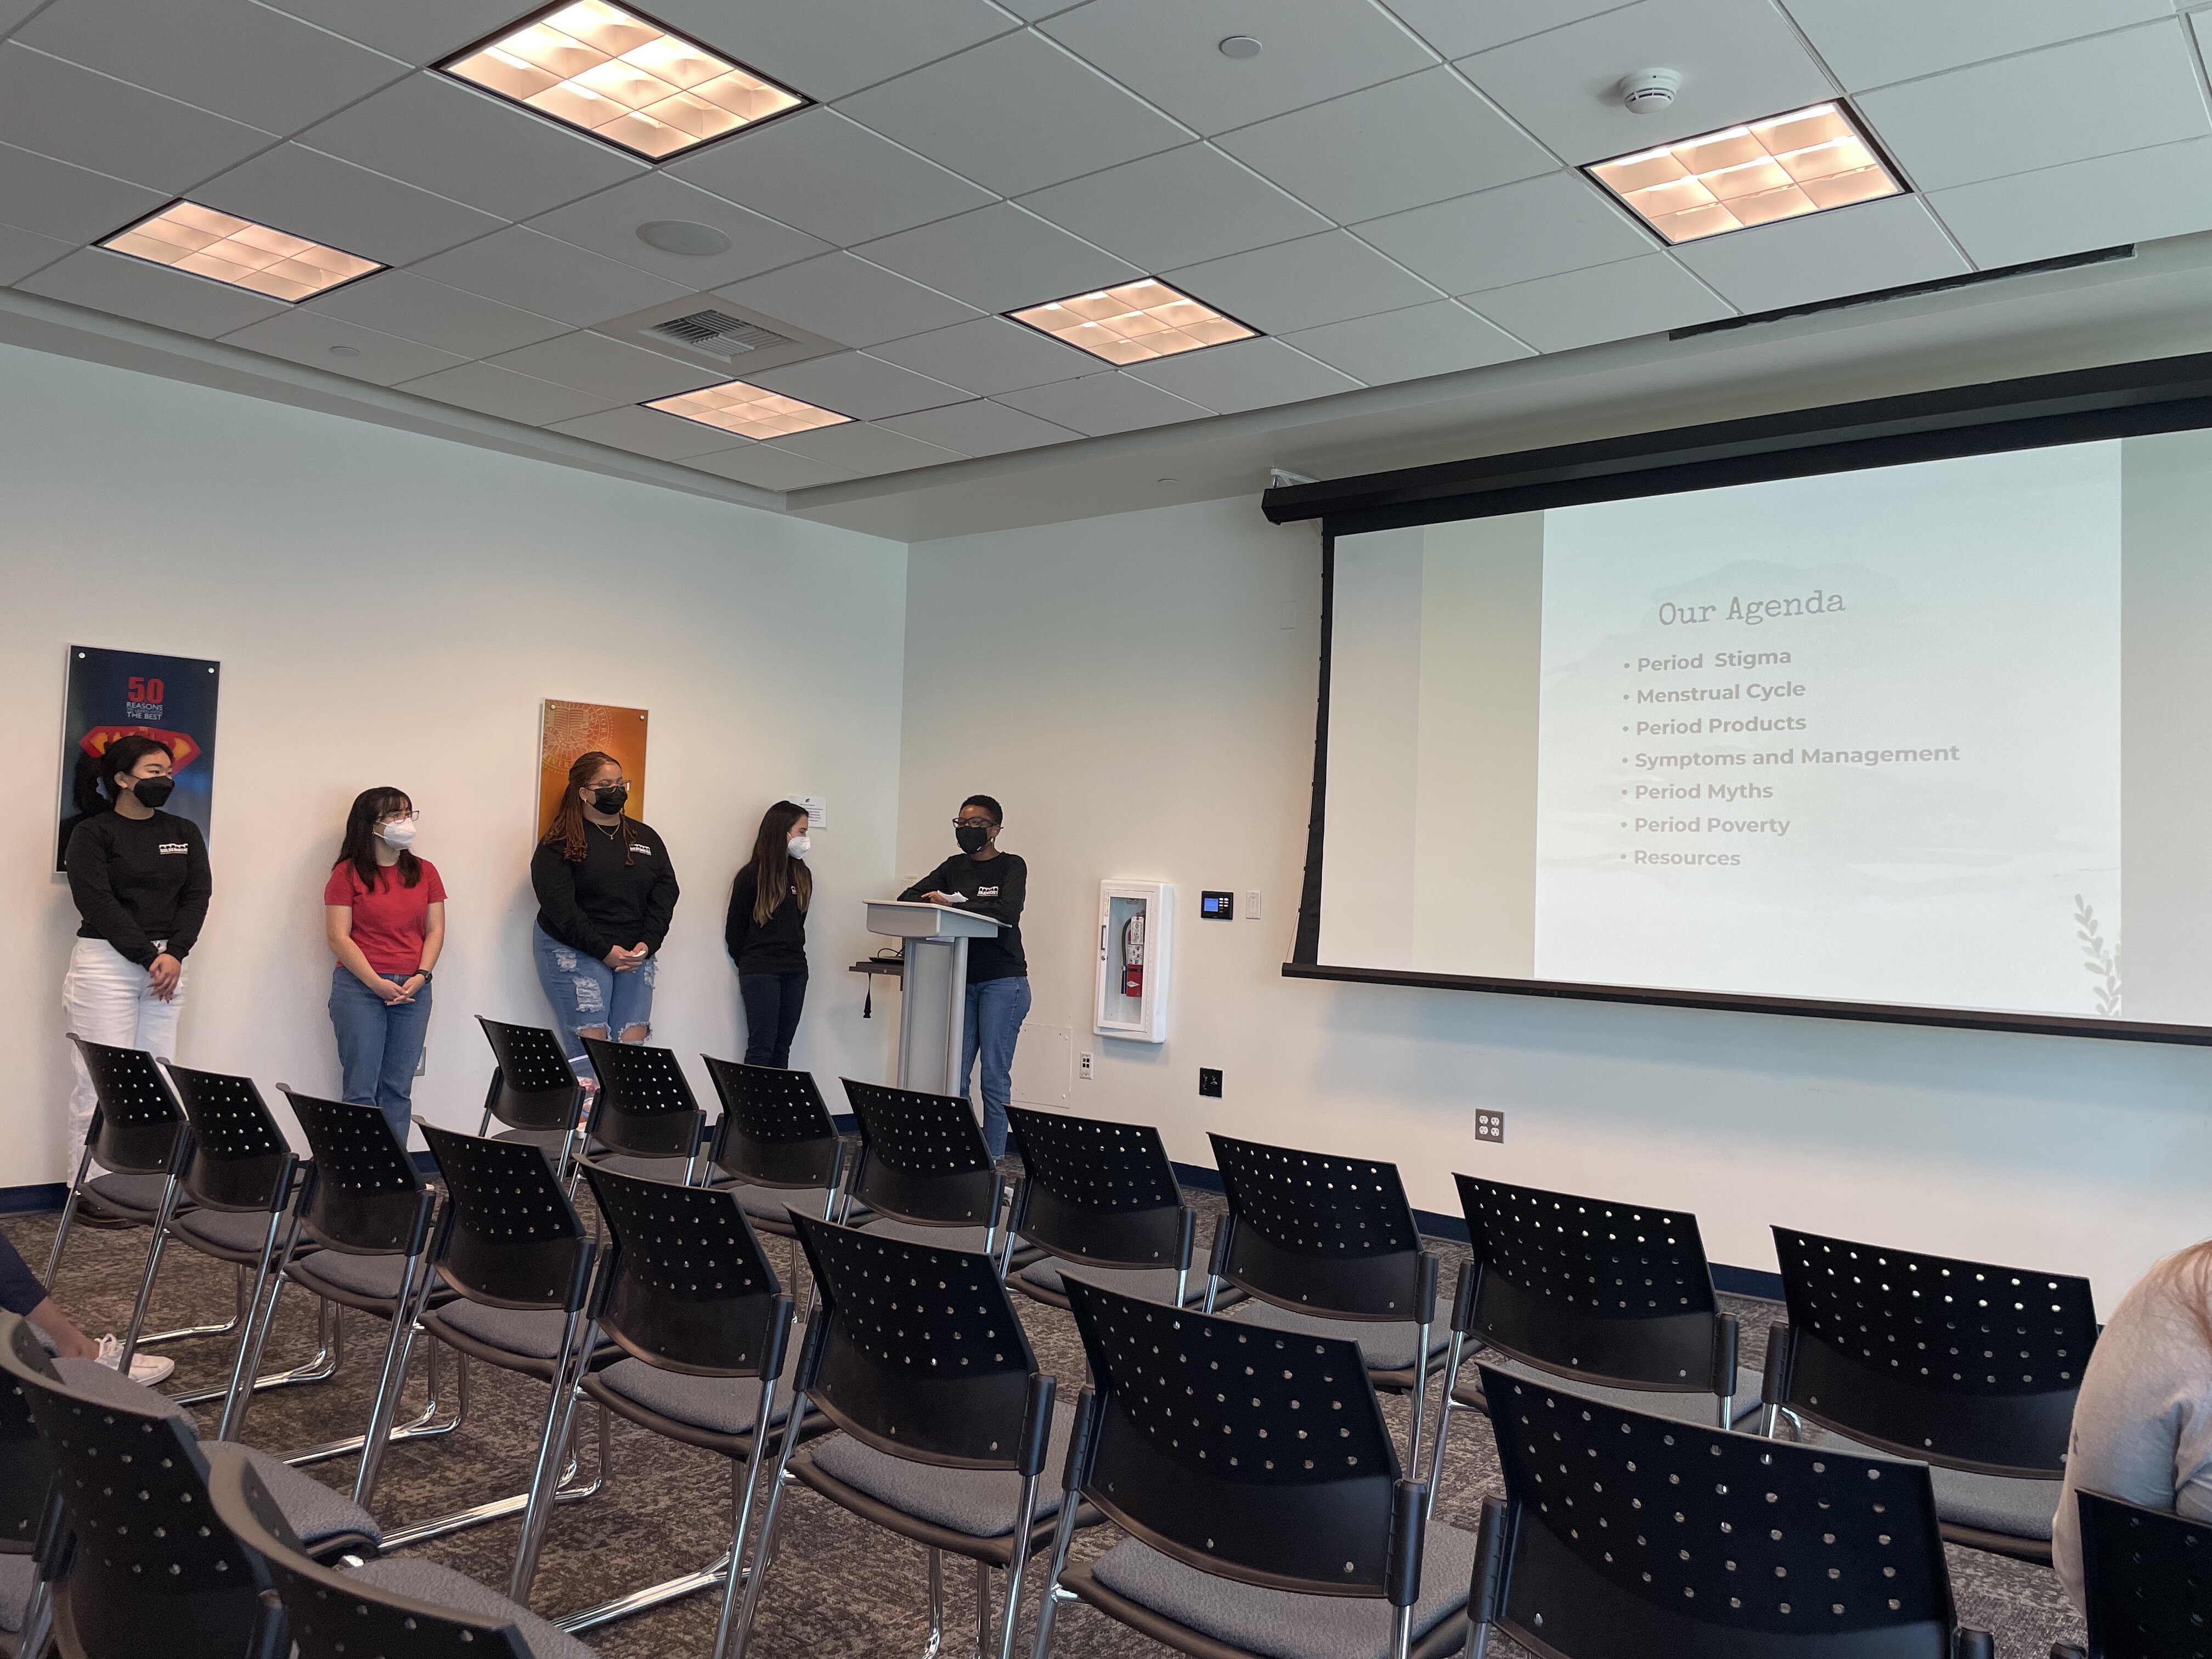 50
REASONS
THE BEST
Our Agenda
• Period Stigma
• Menstrual Cycle
• Period Products
• Symptoms and Management
• Period Myths
• Period Poverty
• Resources